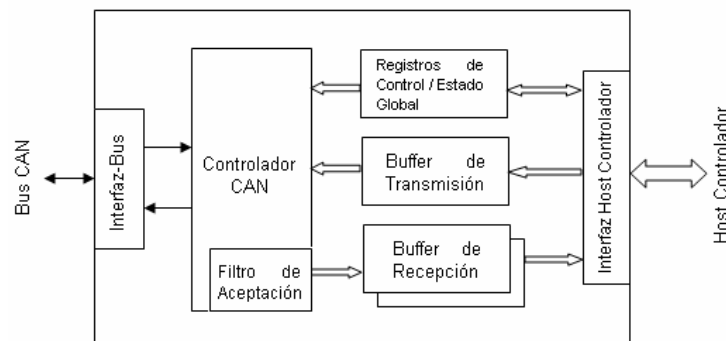 Bus CAN
Interfaz-Bus
Controlador
CAN
Filtro de
Aceptación
Registros de
Control / Estado
Global
Buffer de
Transmisión
Buffer de
Recepción
Interfaz Host Controlador
Host Controlador